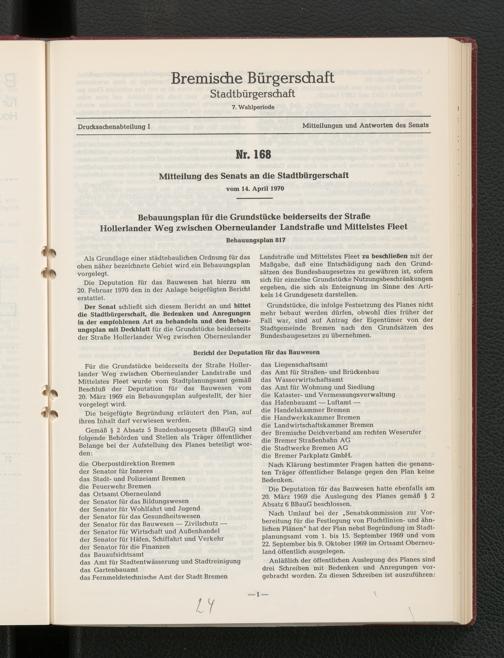 Bremische Bürgerschaft
Stadtbürgerschaft
7. Wahlperiode
Drucksachenabteilung I
Mitteilungen und Antworten des Senats
Nr. 168
Mitteilung des Senats an die Stadtbürgerschaft
vom 14. April 1970
Bebauungsplan für die Grundstücke beiderseits der Straße
Hollerlander Weg zwischen Oberneulander Landstraße und Mittelstes Fleet
Bebauungsplan 817
Als Grundlage einer städtebaulichen Ordnung für das
oben näher bezeichnete Gebiet wird ein Bebauungsplan
vorgelegt.
Die Deputation für das Bauwesen hat hierzu am
20. Februar 1970 den in der Anlage beigefügten Bericht
erstattet.
Der Senat schließt sich diesem Bericht an und bittet
die Stadtbürgerschaft, die Bedenken und Anregungen
in der empfohlenen Art zu behandeln und den Bebau-
ungsplan mit Deckblatt für die Grundstücke beiderseits
der Straße Hollerlander Weg zwischen Oberneulander
Landstraße und Mittelstes Fleet zu beschließen mit der
Maßgabe, daß eine Entschädigung nach den Grund-
sätzen des Bundesbaugesetzes zu gewähren ist, sofern
sich für einzelne Grundstücke Nutzungsbeschränkungen
ergeben, die sich als Enteignung im Sinne des Arti-
kels 14 Grundgesetz darstellen.
Grundstücke, die infolge Festsetzung des Planes nicht
mehr bebaut werden dürfen, obwohl dies früher der
Fall war, sind auf Antrag der Eigentümer von der
Stadtgemeinde Bremen nach den Grundsätzen des
Bundesbaugesetzes zu übernehmen.
Bericht der Deputation für das Bauwesen
Für die Grundstücke beiderseits der Straße Holler-
lander Weg zwischen Oberneulander Landstraße und
Mittelstes Fleet wurde vom Stadtplanungsamt gemäß
Beschluß der Deputation für das Bauwesen vom
20. März 1969 ein Bebauungsplan aufgestellt, der hier
vorgelegt wird.
Die beigefügte Begründung erläutert den Plan, auf
ihren Inhalt darf verwiesen werden.
Gemäß § 2 Absatz 5 Bundesbaugesetz (BBauG) sind
folgende Behörden und Stellen als Träger öffentlicher
Belange bei der Aufstellung des Planes beteiligt wor-
den:
die Oberpostdirektion Bremen
der Senator für Inneres
das Stadt- und Polizeiamt Bremen
die Feuerwehr Bremen
das Ortsamt Oberneuland
der Senator für das Bildungswesen
der Senator für Wohlfahrt und Jugend
der Senator für das Gesundheitswesen
der Senator für das Bauwesen — Zivilschutz —
der Senator für Wirtschaft und Außenhandel
der Senator für Häfen, Schiffahrt und Verkehr
der Senator für die Finanzen
das Bauaufsichtsamt
das Amt für Stadtentwässerung und Stadtreinigung
das Gartenbauamt
das Fernmeldetechnische Amt der Stadt Bremen
das Liegenschaftsamt
das Amt für Straßen- und Brückenbau
das Wasserwirtschaftsamt
das Amt für Wohnung und Siedlung
die Kataster- und Vermessungsverwaltung
das Hafenbauamt — Luftamt —
die Handelskammer Bremen
die Handwerkskammer Bremen
die Landwirtschaftskammer Bremen
der Bremische Deichverband am rechten Weserufer
die Bremer Straßenbahn AG
die Stadtwerke Bremen AG
die Bremer Parkplatz GmbH.
Nach Klärung bestimmter Fragen hatten die genann-
ten Träger öffentlicher Belange gegen den Plan keine
Bedenken.
Die Deputation für das Bauwesen hatte ebenfalls am
20. März 1969 die Auslegung des Planes gemäß § 2
Absatz 6 BBauG beschlossen.
Nach Umlauf bei der „Senatskommission zur Vor-
bereitung für die Festlegung von Fluchtlinien- und ähn-
lichen Plänen" hat der Plan nebst Begründung im Stadt-
planungsamt vom 1. bis 15. September 1969 und vom
22. September bis 9. Oktober 1969 im Ortsamt Oberneu-
land öffentlich ausgelegen.
Anläßlich der öffentlichen Auslegung des Planes sind
drei Schreiben mit Bedenken und Anregungen vor-
gebracht worden. Zu diesen Schreiben ist auszuführen:
— 1 —
24